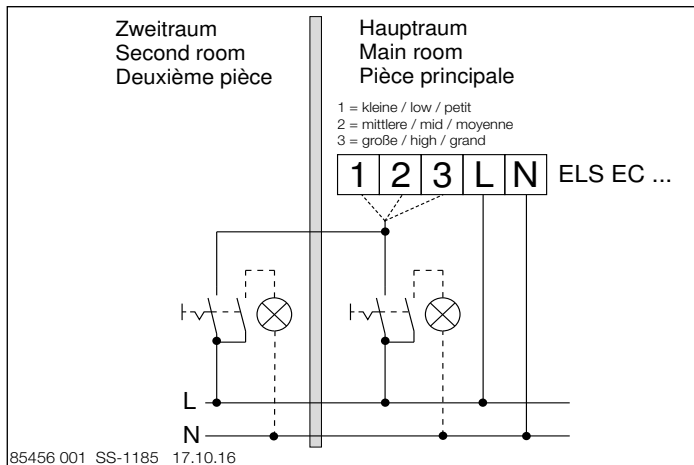 Zweitraum
Second room
Deuxième pièce
Hauptraum
Main room
Pièce principale
1 = kleine / low / petit
2 = mittlere / mid / moyenne
3 = große / high / grand
1 2 3 L N ELS EC ...
L
N
85456 001 SS-1185 17.10.16